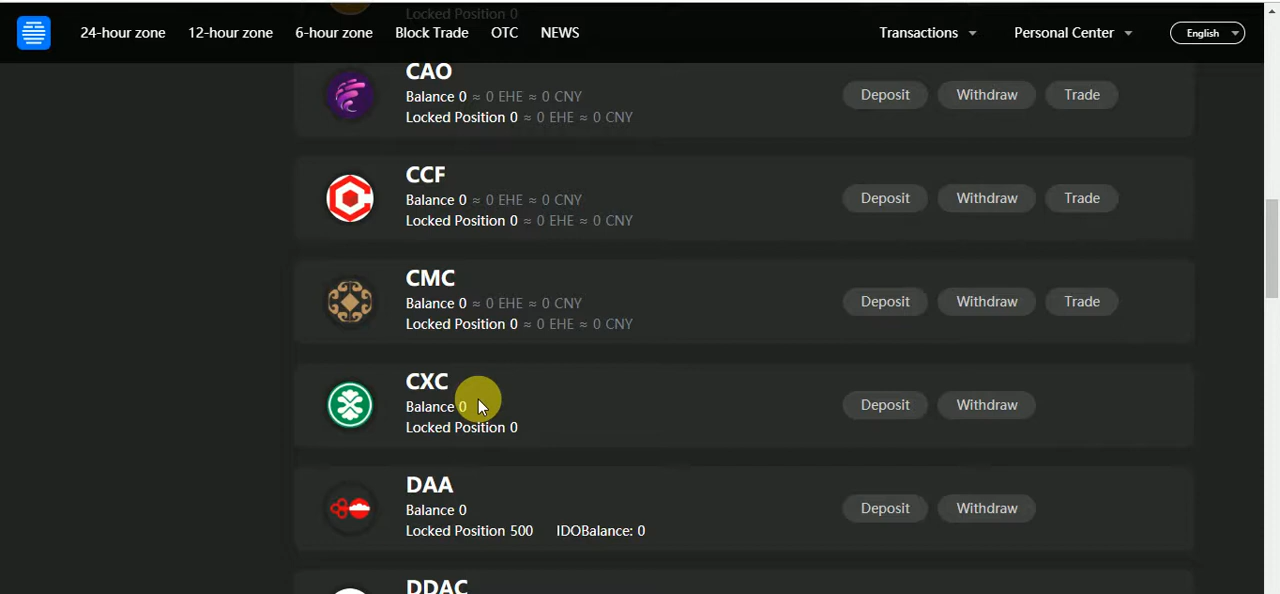 Locked Position 0
24-hour zone 12-hour zone 6-hour zone Block Trade OTC NEWS Transactions Personal Center English
CAO
Balance 0 ≈ 0 EHE ≈ 0 CNY
Deposit Withdraw Trade
Locked Position 0 ≈ 0 EHE ≈ 0 CNY
CCF
Balance 0 ≈ 0 EHE ≈ 0 CNY
Deposit Withdraw Trade
Locked Position 0 ≈ 0 EHE ≈ 0 CNY
CMC
Balance 0 ≈ 0 EHE ≈ 0 CNY
Deposit Withdraw Trade
Locked Position 0 ≈ 0 EHE ≈ 0 CNY
CXC
Balance 0
Deposit Withdraw
Locked Position 0
DAA
Balance 0
Deposit Withdraw
Locked Position 500 IDOBalance: 0
DDAC